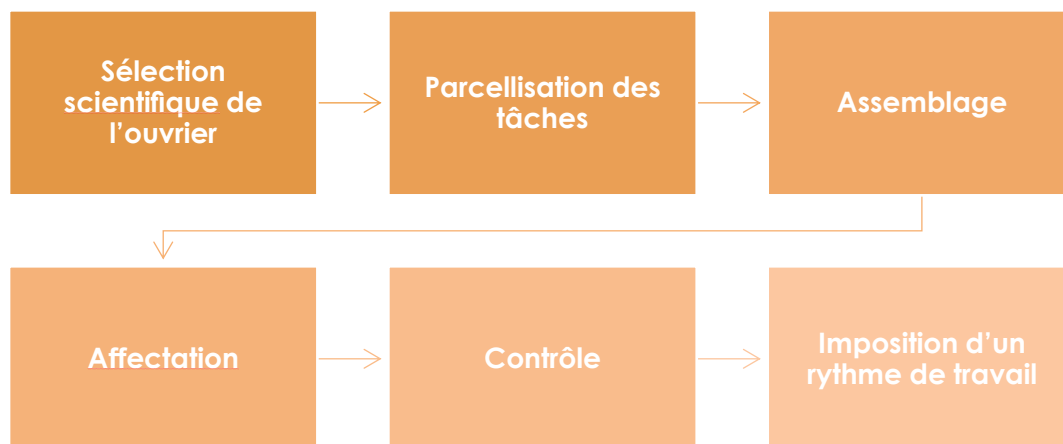 Sélection
scientifique de
l'ouvrier
Parcellisation des
tâches
Assemblage
Affectation
Contrôle
Imposition d'un
rythme de travail